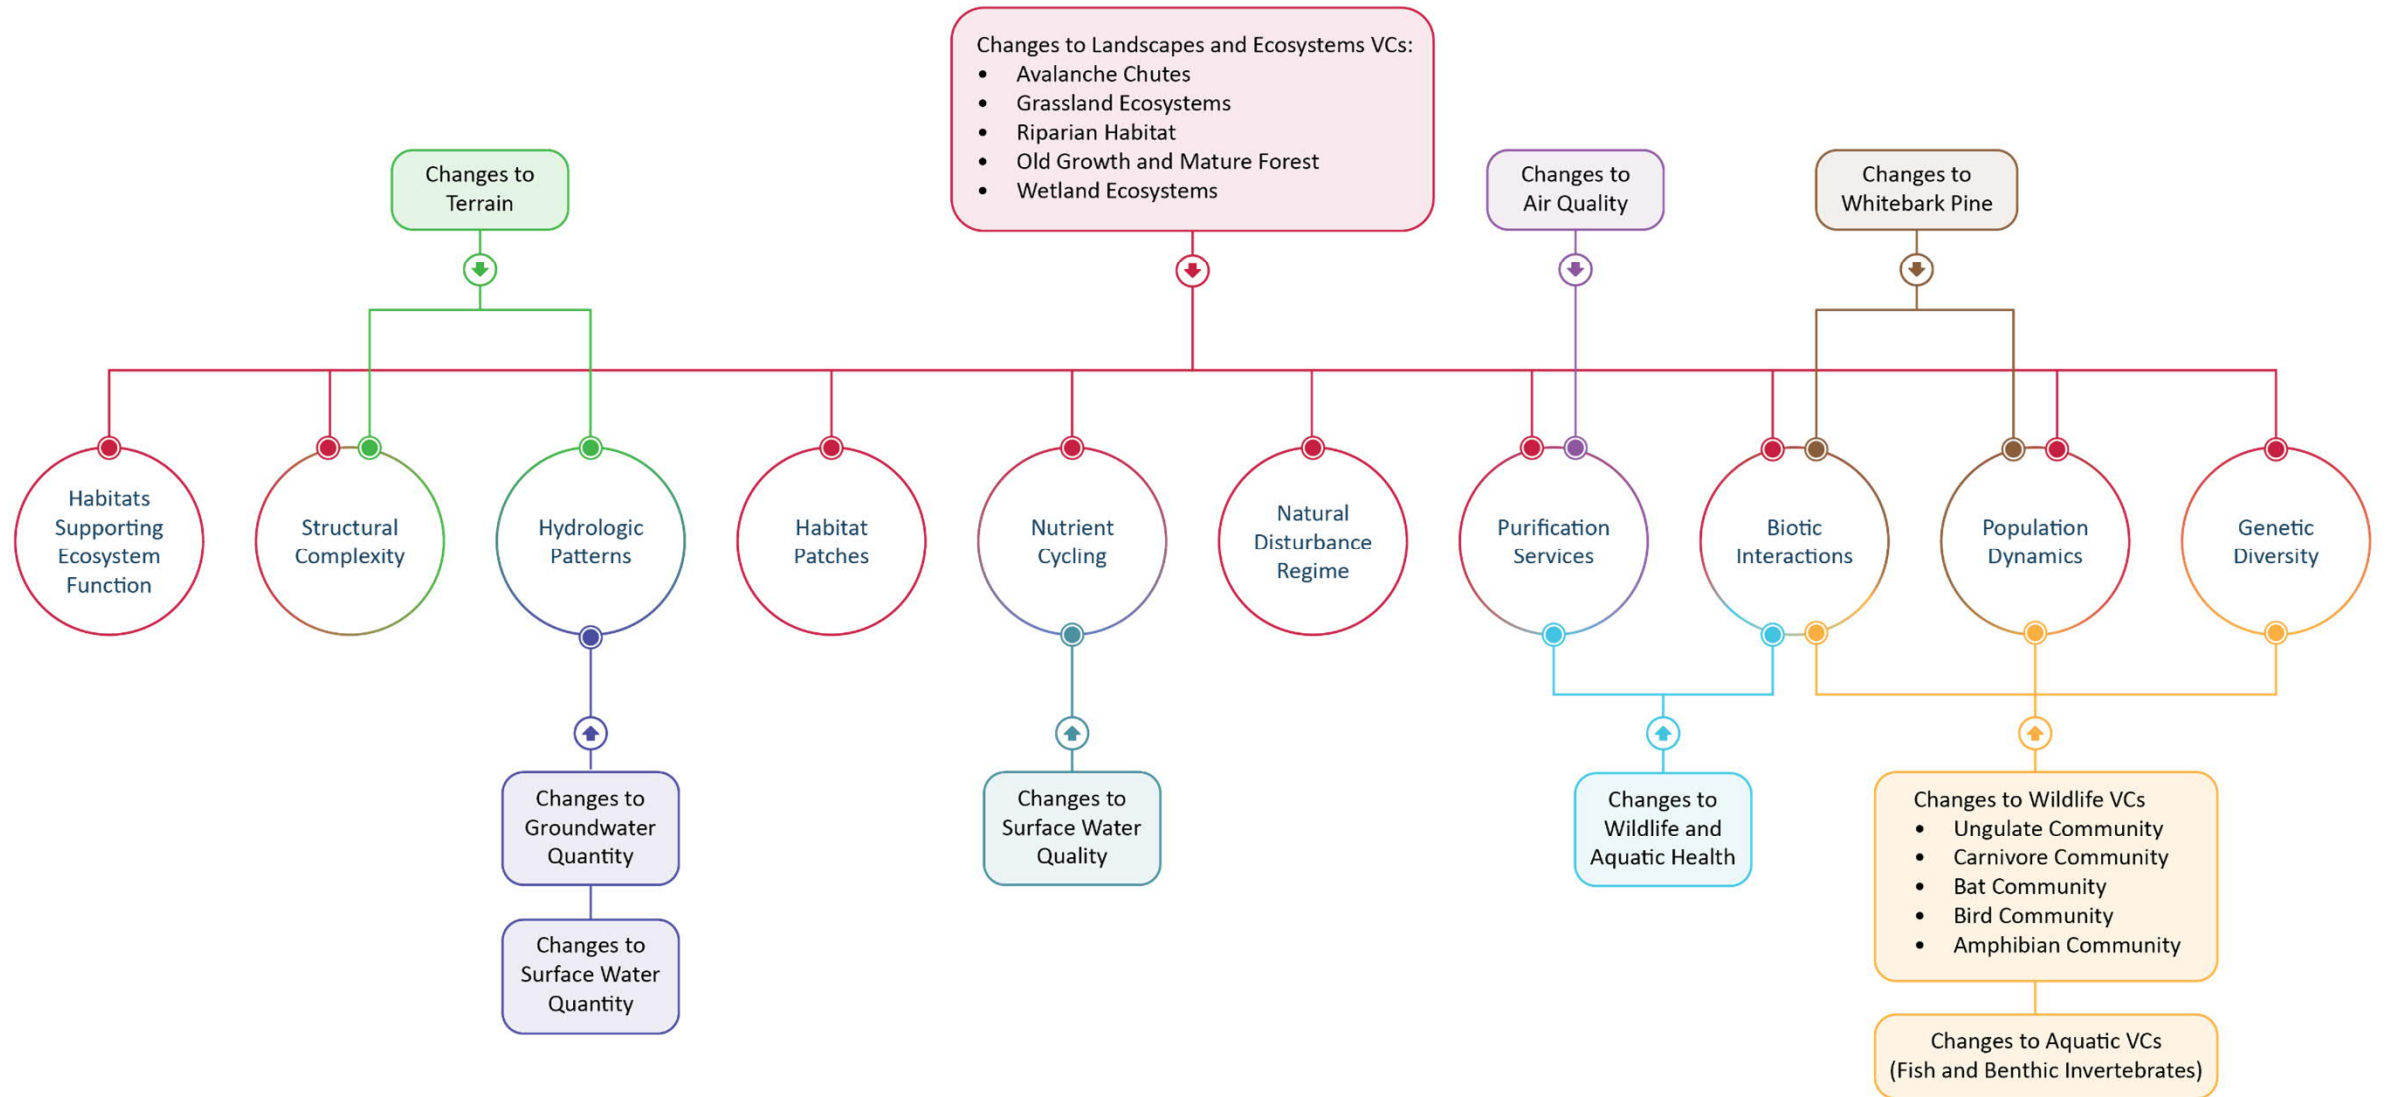 Changes to Landscapes and Ecosystems VCs:
• Avalanche Chutes
• Grassland Ecosystems
• Riparian Habitat
• Old Growth and Mature Forest
• Wetland Ecosystems
Changes to
Terrain
Changes to
Air Quality
Changes to
Whitebark Pine
Habitats
Supporting
Ecosystem
Function
Structural
Complexity
Hydrologic
Patterns
Habitat
Patches
Nutrient
Cycling
Natural
Disturbance
Regime
Purification
Services
Biotic
Interactions
Population
Dynamics
Genetic
Diversity
Changes to
Groundwater
Quantity
Changes to
Surface Water
Quantity
Changes to
Surface Water
Quality
Changes to
Wildlife and
Aquatic Health
Changes to Wildlife VCs
• Ungulate Community
• Carnivore Community
• Bat Community
• Bird Community
• Amphibian Community
Changes to Aquatic VCs
(Fish and Benthic Invertebrates)